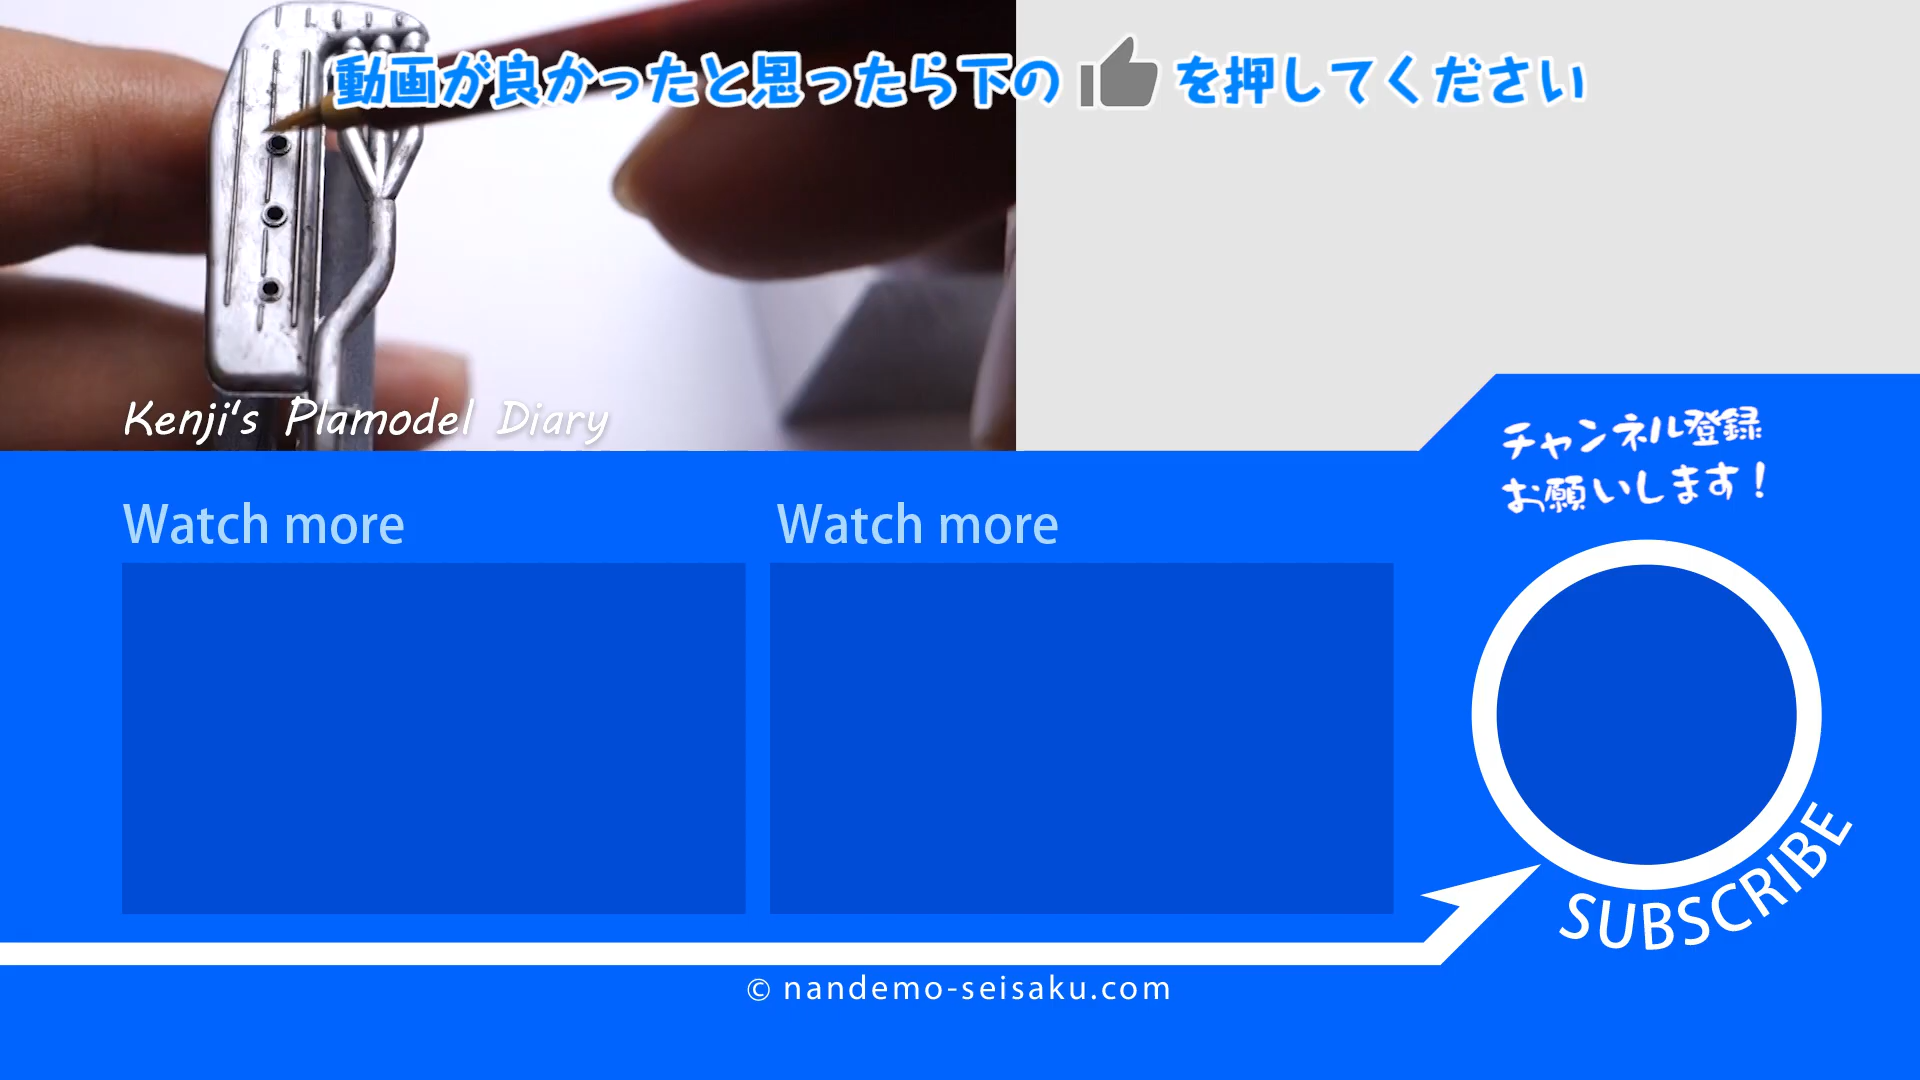 動画が良かったと思ったら下の を押してください
Kenji's Plamodel Diary
チャンネル登録
お願いします！
Watch more
Watch more
SUBSCRIBE
© nandemo-seisaku.com